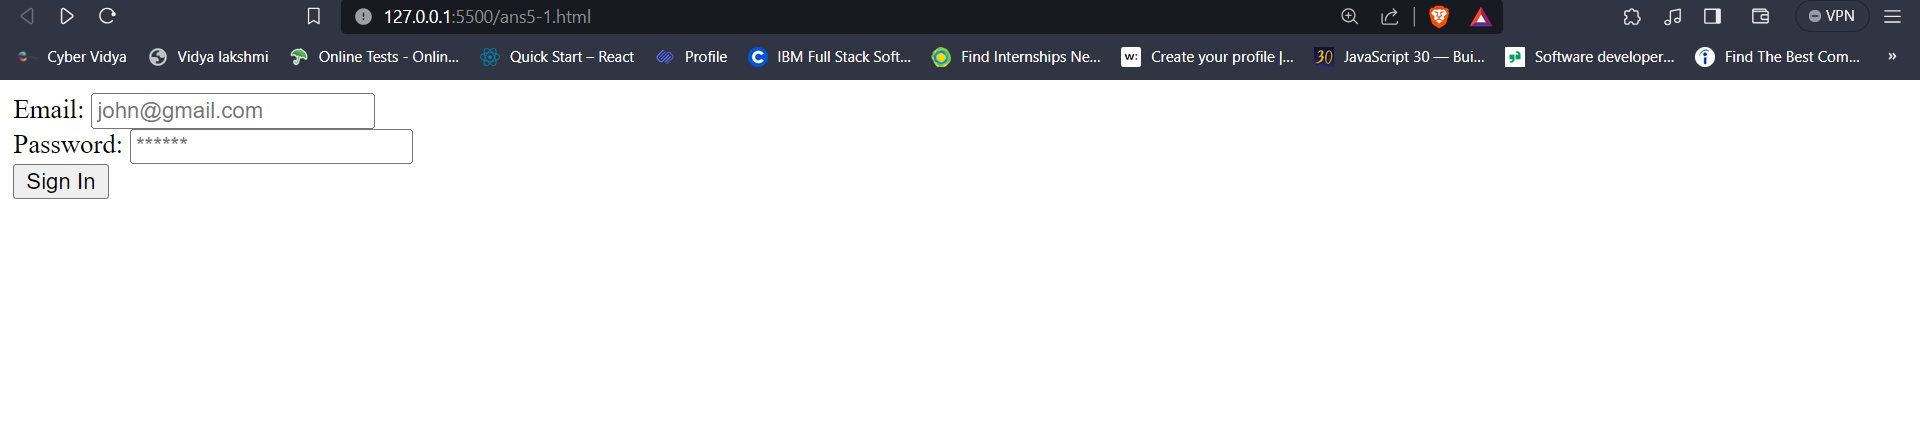 127.0.0.1:5500/ans5-1.html
VPN
Cyber Vidya Vidya lakshmi Online Tests - Onlin... Quick Start – React Profile C IBM Full Stack Soft... Find Internships Ne... w: Create your profile |... 30 JavaScript 30 — Bui... Software developer... i Find The Best Com... »
Email: john@gmail.com
Password: ******
Sign In